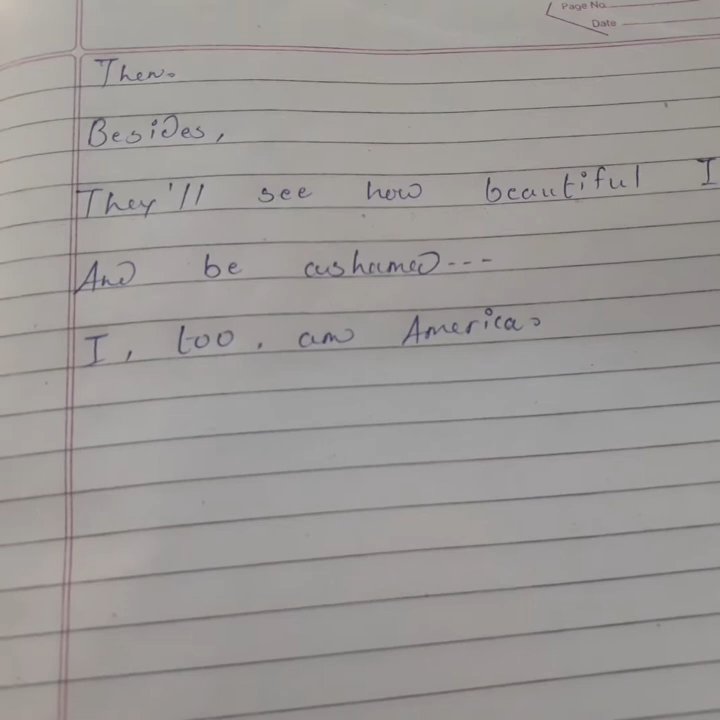 Page No.
Date
Then.
Besides,
They'll see how beautiful I
And be ashamed---
I, too, am America.